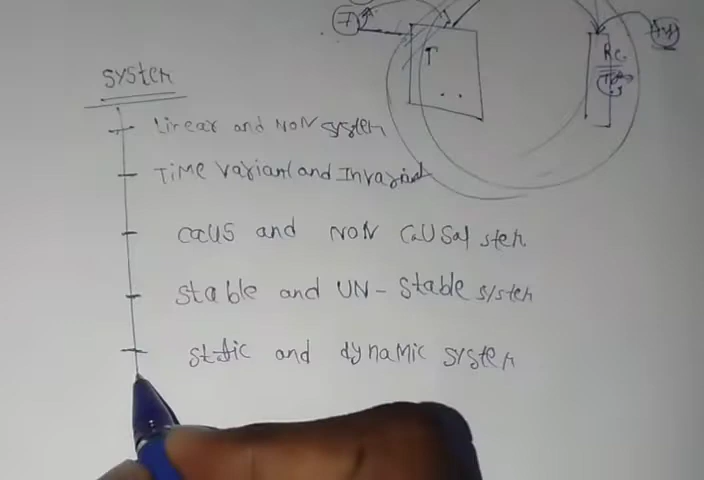 T
Re
system
Linear and NON system
Time variant and Invariant
caus and NON causal stem
stable and UN-stable system
static and dynamic system